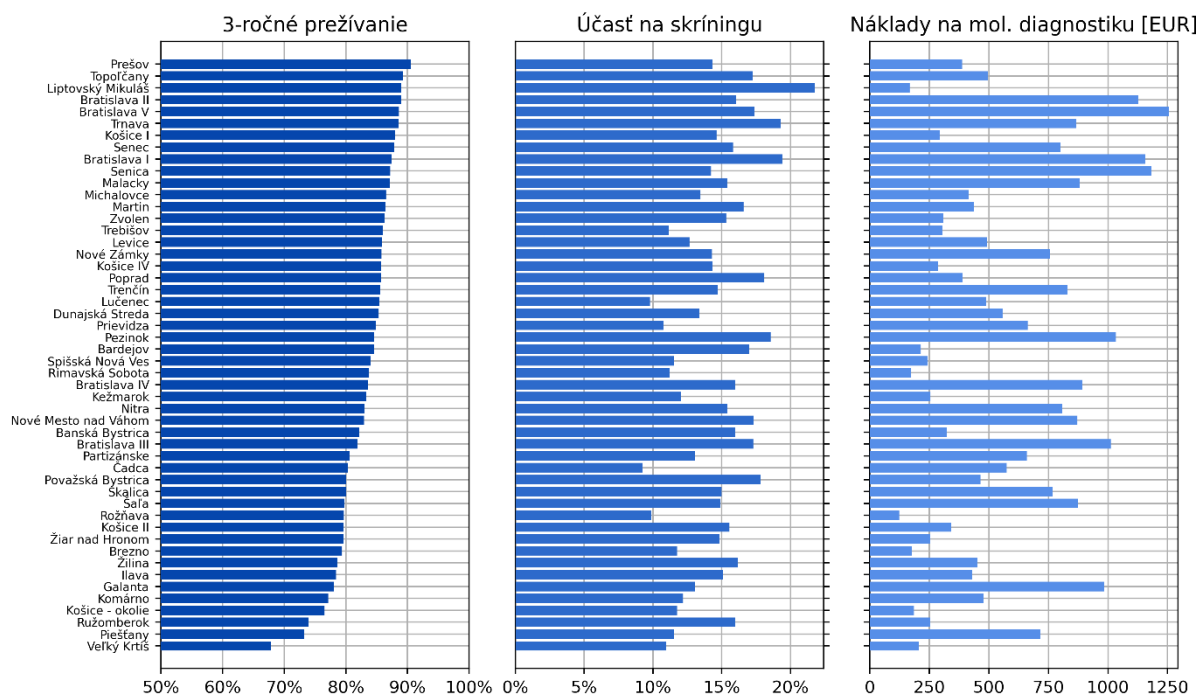 3-ročné prežívanie
Účasť na skríningu
Náklady na mol. diagnostiku [EUR]
Prešov
Topoľčany
Liptovský Mikuláš
Bratislava II
Bratislava V
Trnava
Košice I
Senec
Bratislava I
Senica
Malacky
Michalovce
Martin
Zvolen
Trebišov
Levice
Nové Zámky
Košice IV
Poprad
Trenčín
Lučenec
Dunajská Streda
Prievidza
Pezinok
Bardejov
Spišská Nová Ves
Rimavská Sobota
Bratislava IV
Kežmarok
Nitra
Nové Mesto nad Váhom
Banská Bystrica
Bratislava III
Partizánske
Čadca
Považská Bystrica
Skalica
Šaľa
Rožňava
Košice II
Žiar nad Hronom
Brezno
Žilina
Ilava
Galanta
Komárno
Košice - okolie
Ružomberok
Piešťany
Veľký Krtíš
50% 60% 70% 80% 90% 100%
0% 5% 10% 15% 20%
0 250 500 750 1000 1250